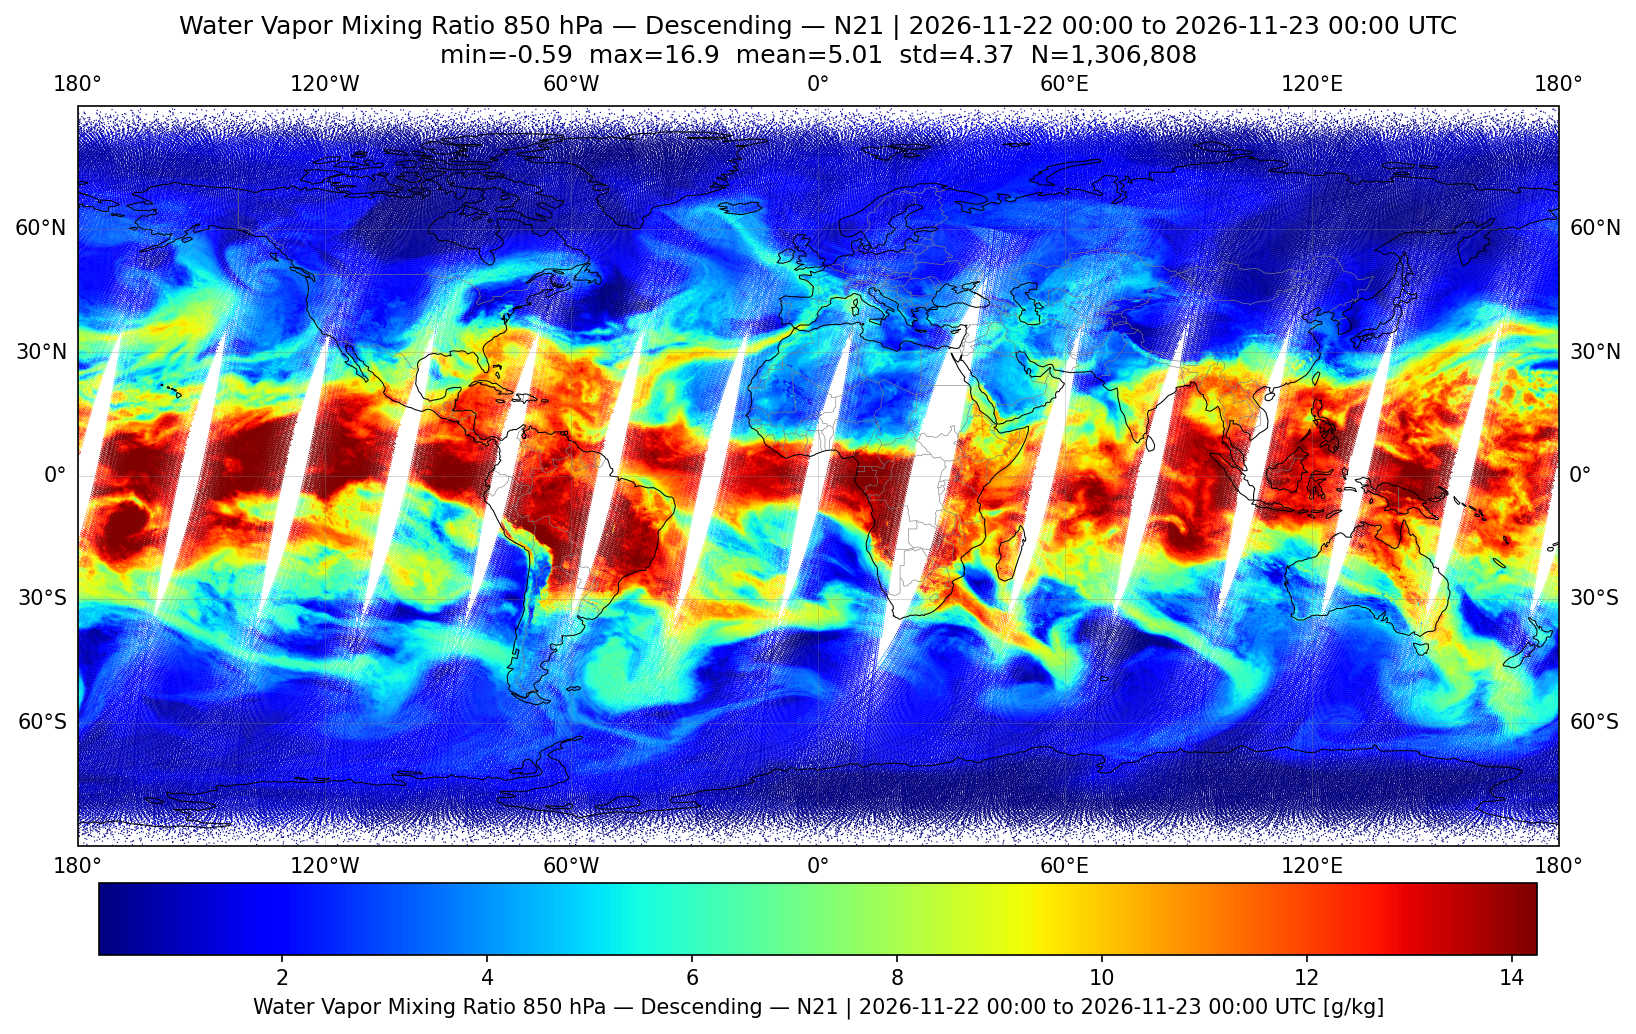 Water Vapor Mixing Ratio 850 hPa — Descending — N21 | 2026-11-22 00:00 to 2026-11-23 00:00 UTC
min=-0.59 max=16.9 mean=5.01 std=4.37 N=1,306,808
180° 120°W 60°W 0° 60°E 120°E 180°
60°N 60°N
30°N 30°N
0° 0°
30°S 30°S
60°S 60°S
180° 120°W 60°W 0° 60°E 120°E 180°
2 4 6 8 10 12 14
Water Vapor Mixing Ratio 850 hPa — Descending — N21 | 2026-11-22 00:00 to 2026-11-23 00:00 UTC [g/kg]